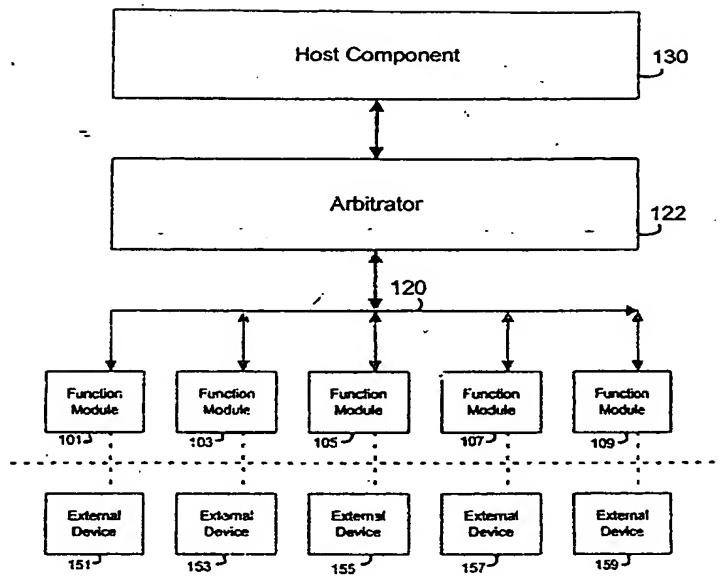 Host Component
130
Arbitrator
122
120
Function Module
Function Module
Function Module
Function Module
Function Module
101
103
105
107
109
External Device
External Device
External Device
External Device
External Device
151
153
155
157
159